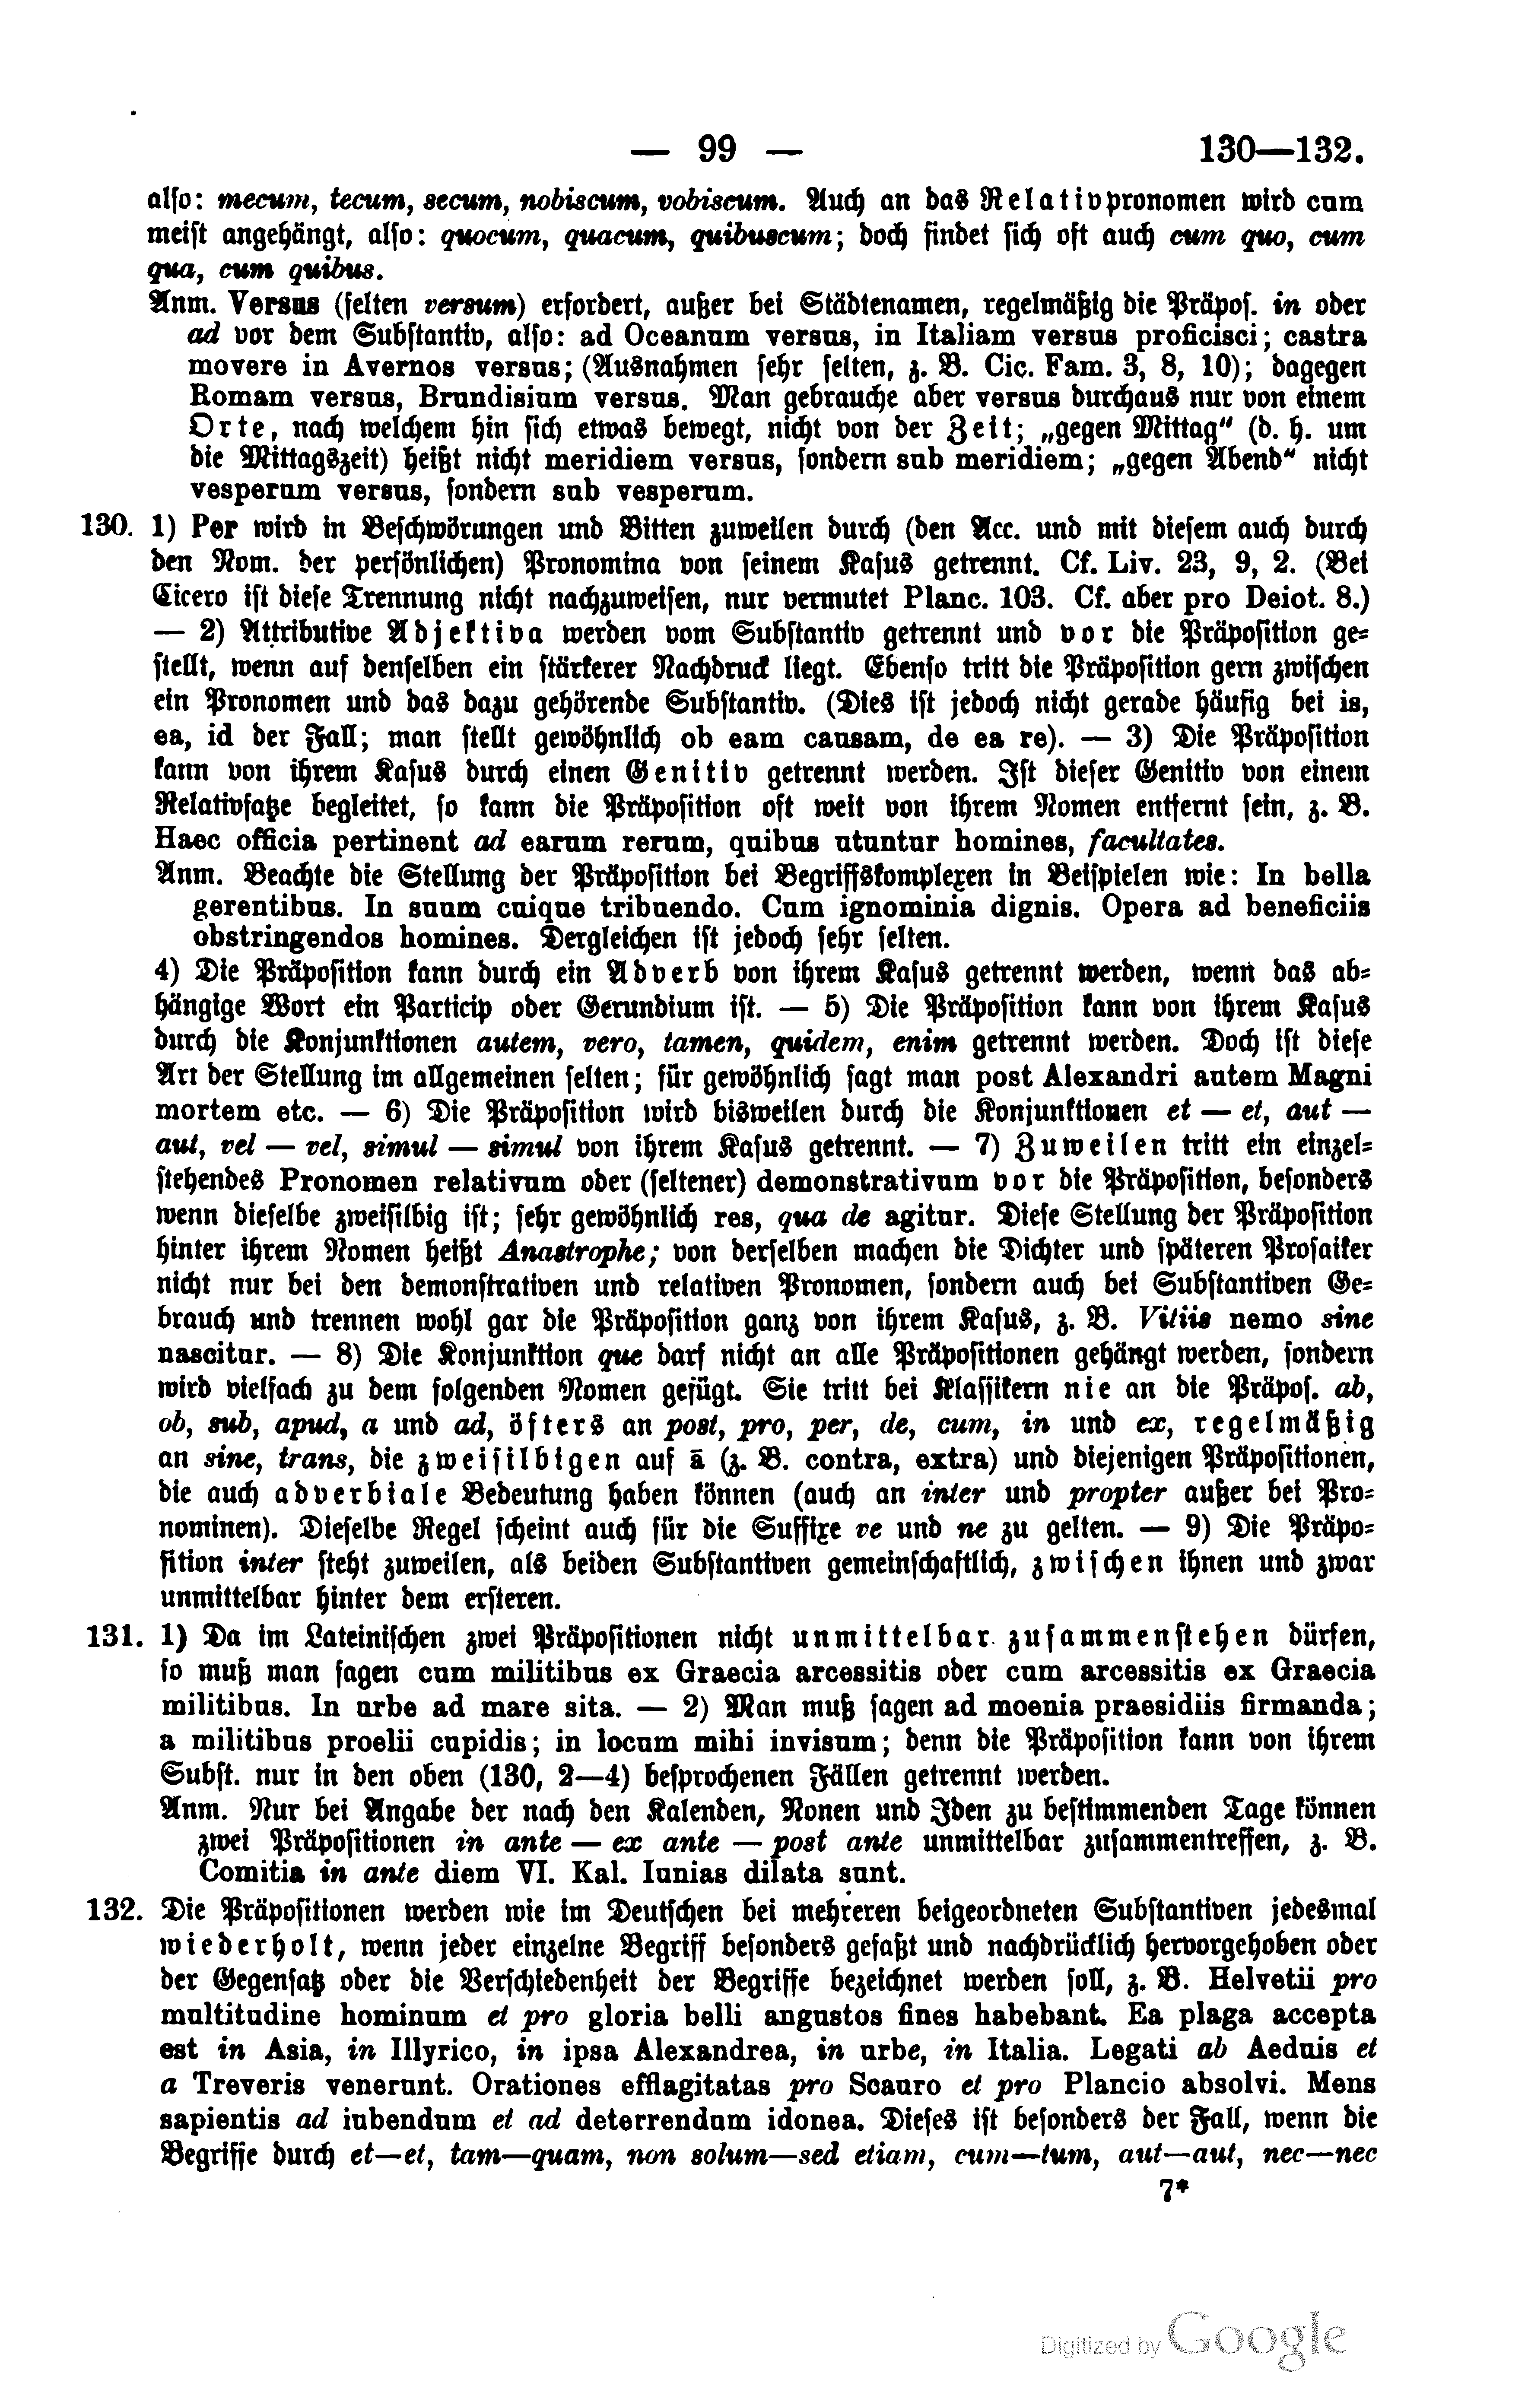 — 99 — 130—132.
also: mecum, tecum, secum, nobiscum, vobiscum. Auch an das Relativpronomen wird cum
meist angehängt, also: quocum, quacum, quibuscum; doch findet sich oft auch cum quo, cum
qua, cum quibus.
Anm. Versus (selten versum) erfordert, außer bei Städtenamen, regelmäßig die Präpos. in oder
ad vor dem Substantiv, also: ad Oceanum versus, in Italiam versus proficisci; castra
movere in Avernos versus; (Ausnahmen sehr selten, z. B. Cic. Fam. 3, 8, 10); dagegen
Romam versus, Brundisium versus. Man gebrauche aber versus durchaus nur von einem
Orte, nach welchem hin sich etwas bewegt, nicht von der Zeit; „gegen Mittag“ (d. h. um
die Mittagszeit) heißt nicht meridiem versus, sondern sub meridiem; „gegen Abend“ nicht
vesperum versus, sondern sub vesperum.
130. 1) Per wird in Beschwörungen und Bitten zuweilen durch (den Acc. und mit diesem auch durch
den Nom. der persönlichen) Pronomina von seinem Kasus getrennt. Cf. Liv. 23, 9, 2. (Bei
Cicero ist diese Trennung nicht nachzuweisen, nur vermutet Planc. 103. Cf. aber pro Deiot. 8.)
— 2) Attributive Adjektiva werden vom Substantiv getrennt und vor die Präposition ge=
stellt, wenn auf denselben ein stärkerer Nachdruck liegt. Ebenso tritt die Präposition gern zwischen
ein Pronomen und das dazu gehörende Substantiv. (Dies ist jedoch nicht gerade häufig bei is,
ea, id der Fall; man stellt gewöhnlich ob eam causam, de ea re). — 3) Die Präposition
kann von ihrem Kasus durch einen Genitiv getrennt werden. Ist dieser Genitiv von einem
Relativsatze begleitet, so kann die Präposition oft weit von ihrem Nomen entfernt sein, z. B.
Haec officia pertinent ad earum rerum, quibus utuntur homines, facultates.
Anm. Beachte die Stellung der Präposition bei Begriffskomplexen in Beispielen wie: In bella
gerentibus. In suum cuique tribuendo. Cum ignominia dignis. Opera ad beneficiis
obstringendos homines. Dergleichen ist jedoch sehr selten.
4) Die Präposition kann durch ein Adverb von ihrem Kasus getrennt werden, wenn das ab=
hängige Wort ein Particip oder Gerundium ist. — 5) Die Präposition kann von ihrem Kasus
durch die Konjunktionen autem, vero, tamen, quidem, enim getrennt werden. Doch ist diese
Art der Stellung im allgemeinen selten; für gewöhnlich sagt man post Alexandri autem Magni
mortem etc. — 6) Die Präposition wird bisweilen durch die Konjunktionen et — et, aut —
aut, vel — vel, simul — simul von ihrem Kasus getrennt. — 7) Zuweilen tritt ein einzel=
stehendes Pronomen relativum oder (seltener) demonstrativum vor die Präposition, besonders
wenn dieselbe zweisilbig ist; sehr gewöhnlich res, qua de agitur. Diese Stellung der Präposition
hinter ihrem Nomen heißt Anastrophe; von derselben machen die Dichter und späteren Prosaiker
nicht nur bei den demonstrativen und relativen Pronomen, sondern auch bei Substantiven Ge=
brauch und trennen wohl gar die Präposition ganz von ihrem Kasus, z. B. Vitiis nemo sine
nascitur. — 8) Die Konjunktion que darf nicht an alle Präpositionen gehängt werden, sondern
wird vielfach zu dem folgenden Nomen gefügt. Sie tritt bei Klassikern nie an die Präpos. ab,
ob, sub, apud, a und ad, öfters an post, pro, per, de, cum, in und ex, regelmäßig
an sine, trans, die zweisilbigen auf ā (z. B. contra, extra) und diejenigen Präpositionen,
die auch adverbiale Bedeutung haben können (auch an inter und propter außer bei Pro=
nominen). Dieselbe Regel scheint auch für die Suffixe ve und ne zu gelten. — 9) Die Präpo=
sition inter steht zuweilen, als beiden Substantiven gemeinschaftlich, zwischen ihnen und zwar
unmittelbar hinter dem ersteren.
131. 1) Da im Lateinischen zwei Präpositionen nicht unmittelbar zusammenstehen dürfen,
so muß man sagen cum militibus ex Graecia arcessitis oder cum arcessitis ex Graecia
militibus. In urbe ad mare sita. — 2) Man muß sagen ad moenia praesidiis firmanda;
a militibus proelii cupidis; in locum mihi invisum; denn die Präposition kann von ihrem
Subst. nur in den oben (130, 2—4) besprochenen Fällen getrennt werden.
Anm. Nur bei Angabe der nach den Kalenden, Nonen und Iden zu bestimmenden Tage können
zwei Präpositionen in ante — ex ante — post ante unmittelbar zusammentreffen, z. B.
Comitia in ante diem VI. Kal. Iunias dilata sunt.
132. Die Präpositionen werden wie im Deutschen bei mehreren beigeordneten Substantiven jedesmal
wiederholt, wenn jeder einzelne Begriff besonders gefaßt und nachdrücklich hervorgehoben oder
der Gegensatz oder die Verschiedenheit der Begriffe bezeichnet werden soll, z. B. Helvetii pro
multitudine hominum et pro gloria belli angustos fines habebant. Ea plaga accepta
est in Asia, in Illyrico, in ipsa Alexandrea, in urbe, in Italia. Legati ab Aeduis et
a Treveris venerunt. Orationes efflagitatas pro Scauro et pro Plancio absolvi. Mens
sapientis ad iubendum et ad deterrendum idonea. Dieses ist besonders der Fall, wenn die
Begriffe durch et—et, tam—quam, non solum—sed etiam, cum—tum, aut—aut, nec—nec
7*
Digitized by Google